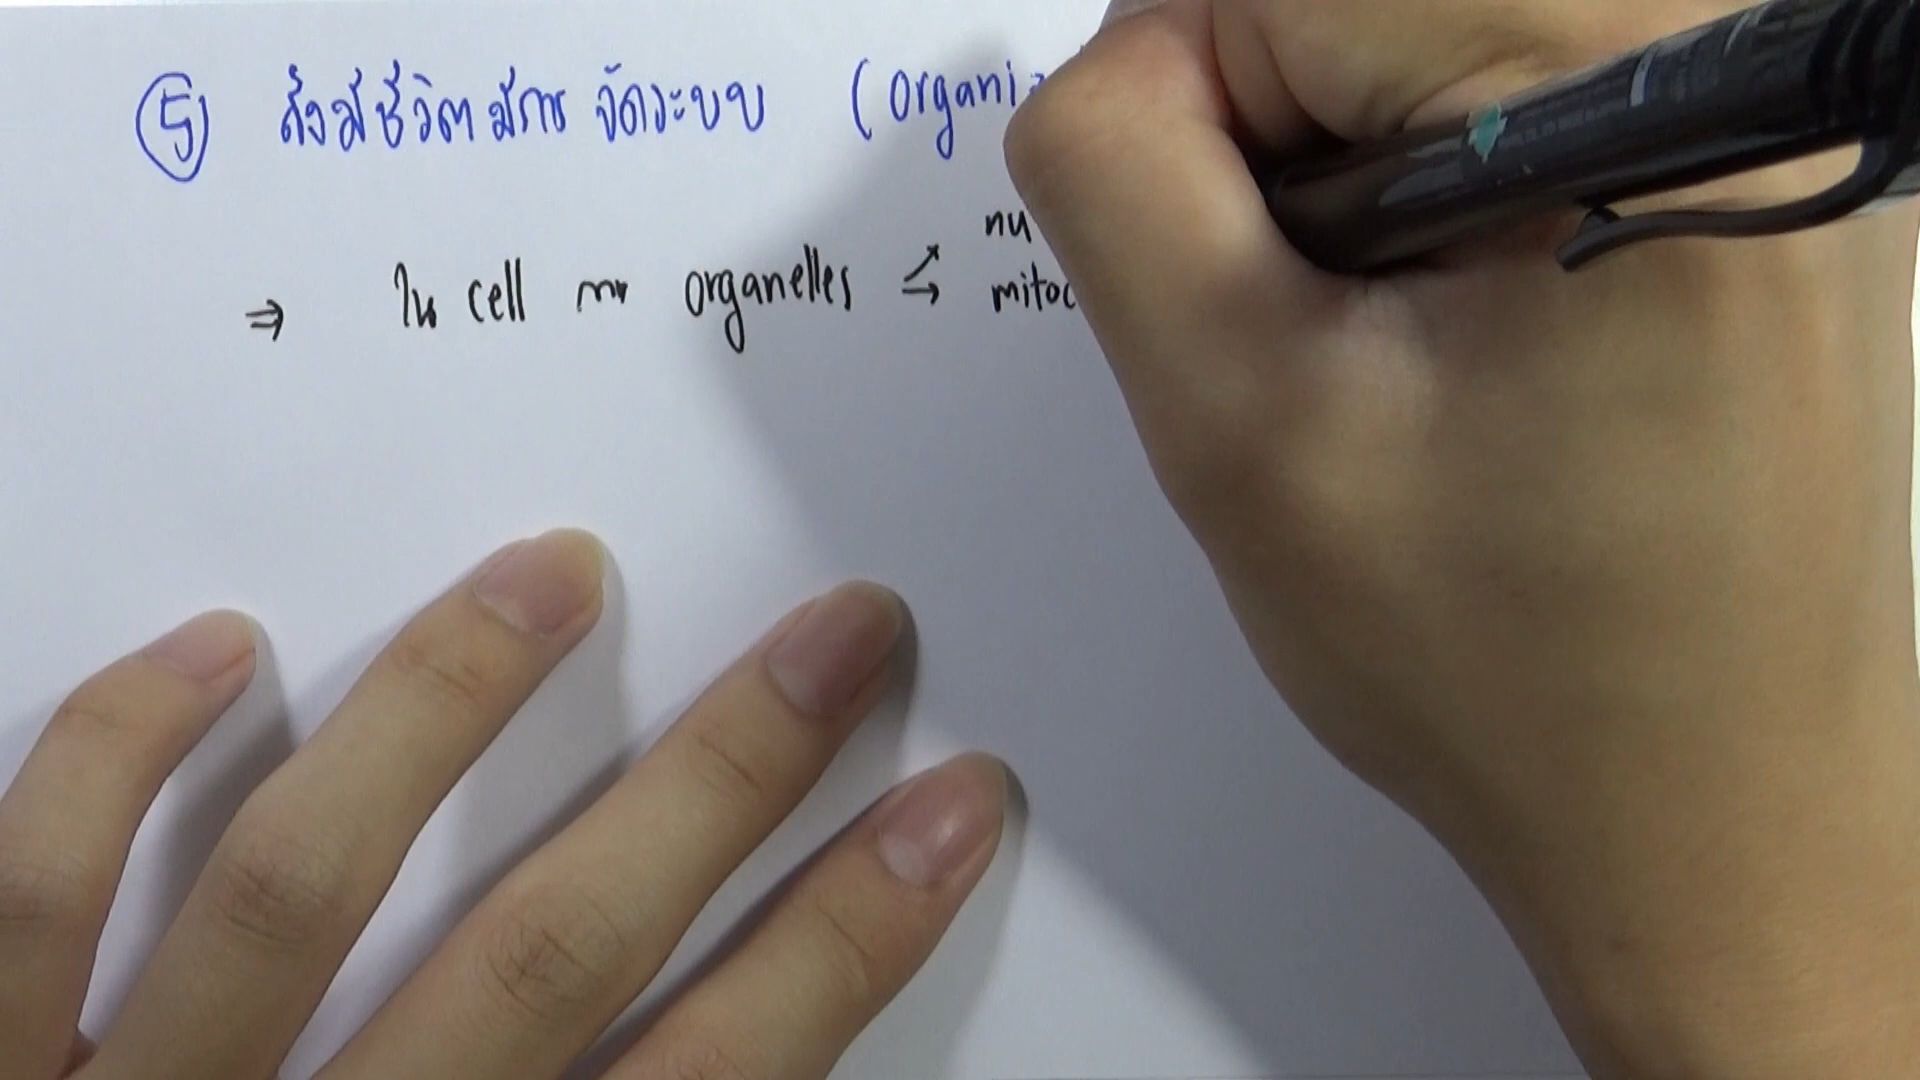 ⑤ สิ่งมีชีวิตมีการจัดระบบ (organi
nu
⇒ ใน cell organelles mitoc